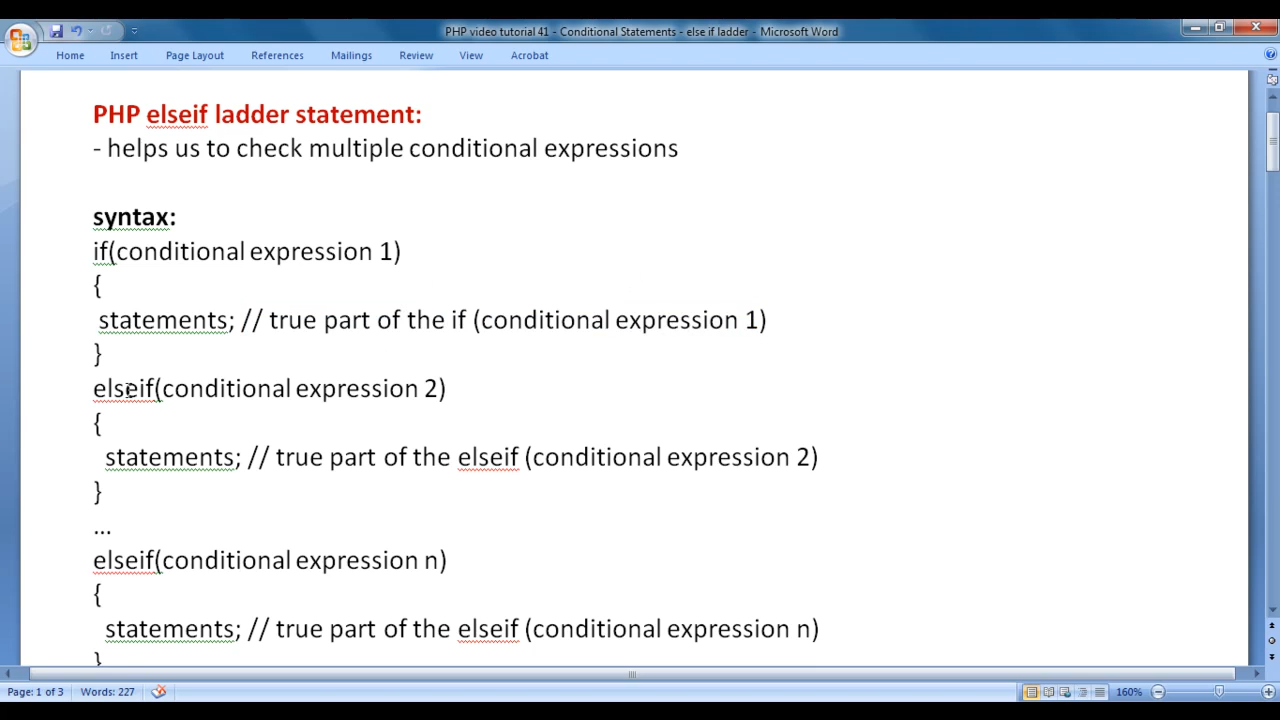 PHP video tutorial 41 - Conditional Statements - else if ladder - Microsoft Word
Home Insert Page Layout References Mailings Review View Acrobat
PHP elseif ladder statement:
- helps us to check multiple conditional expressions
syntax:
if(conditional expression 1)
{
statements; // true part of the if (conditional expression 1)
}
elseif(conditional expression 2)
{
statements; // true part of the elseif (conditional expression 2)
}
...
elseif(conditional expression n)
{
statements; // true part of the elseif (conditional expression n)
}
Page: 1 of 3 Words: 227 160%